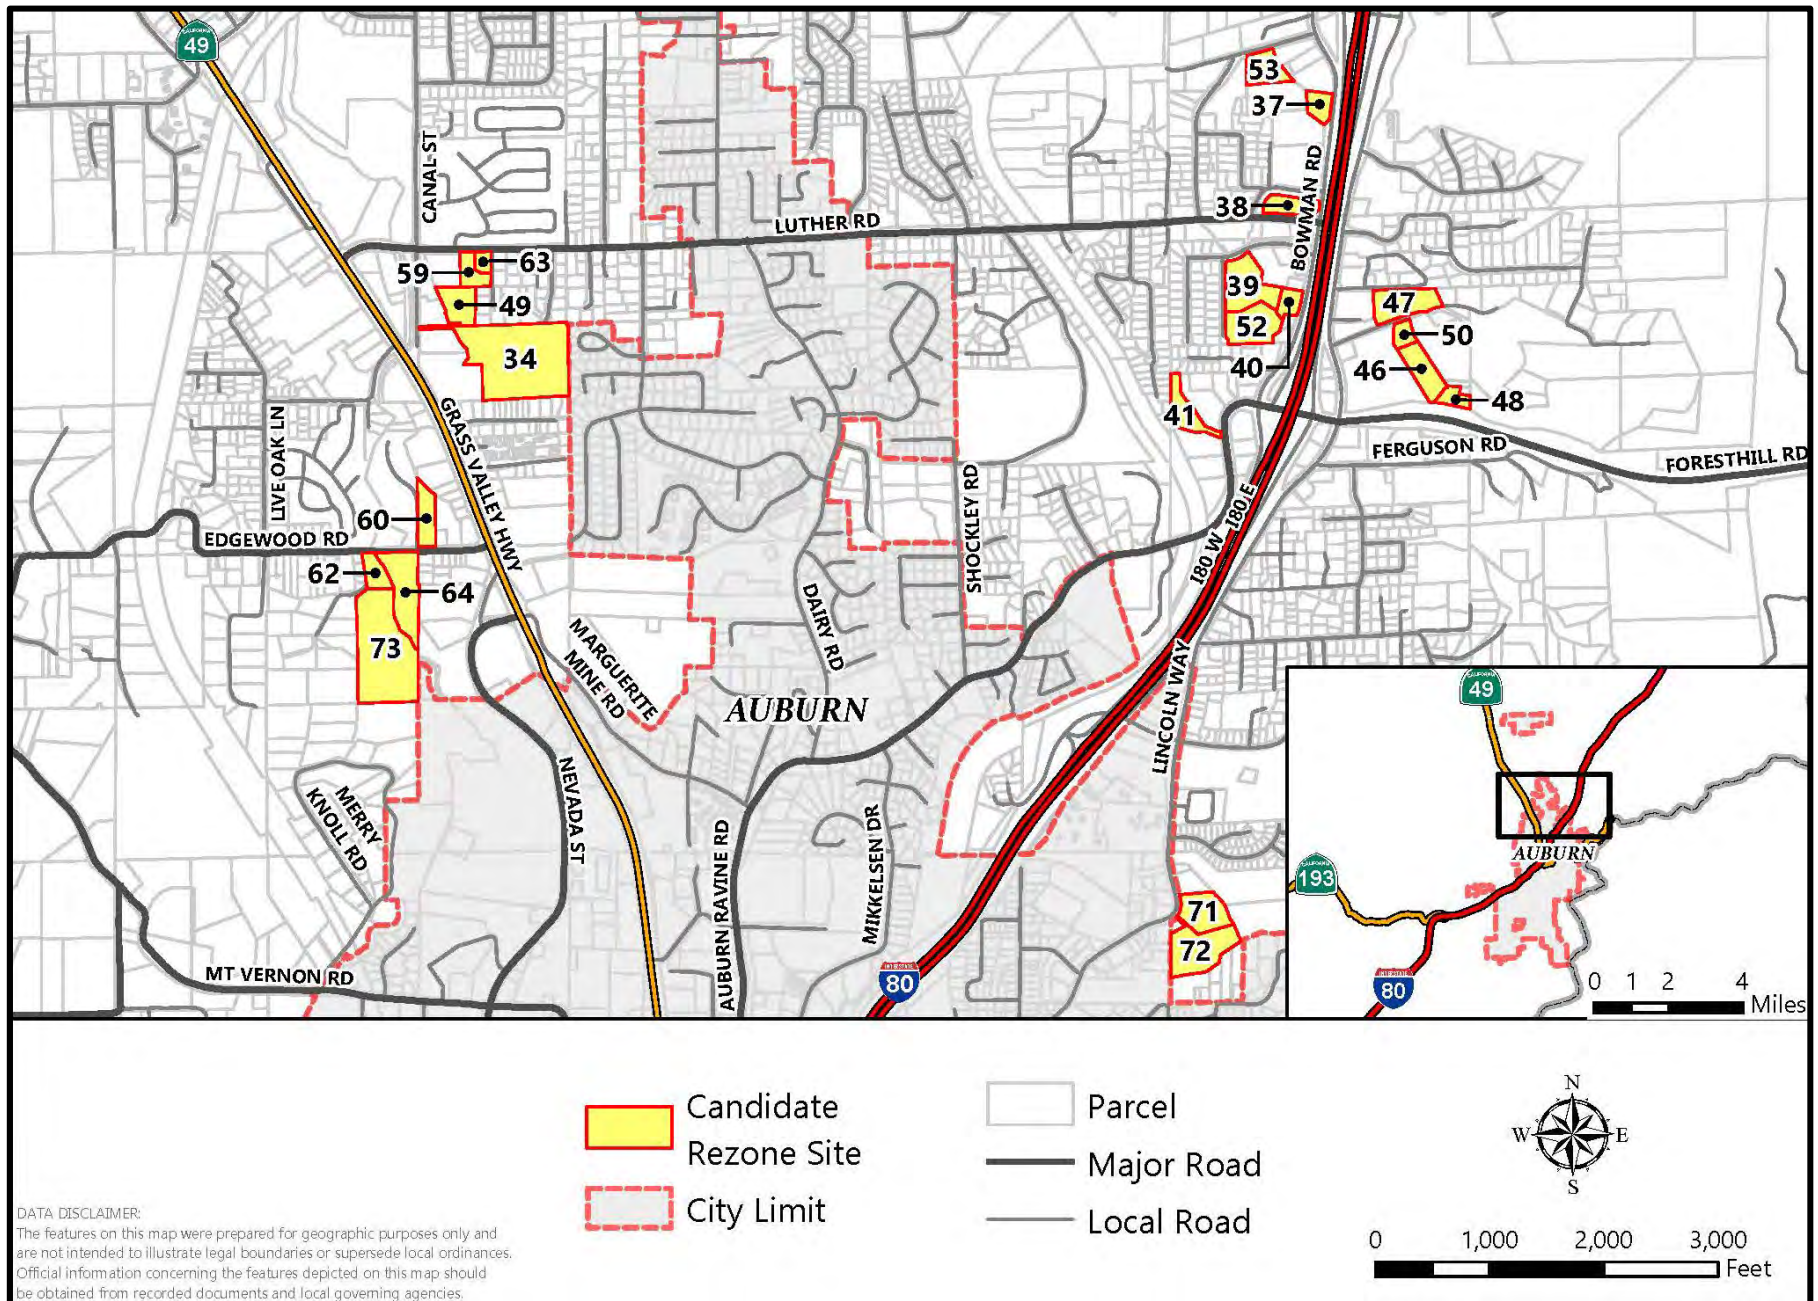 CALIFORNIA
49
53
37
CANAL ST
BOWMAN RD
38
LUTHER RD
59
63
49
39
47
52
50
34
40
46
48
41
GRASS VALLEY HWY
LIVE OAK LN
FERGUSON RD
FORESTHILL RD
SHOCKLEY RD
60
EDGEWOOD RD
180 W
180 E
62
64
DAIRY RD
73
MARGUERITE
MINE RD
AUBURN
LINCOLN WAY
MERRY
KNOLL RD
NEVADA ST
AUBURN RAVINE RD
MIKKELSEN DR
71
72
MT VERNON RD
INTERSTATE
80
CALIFORNIA
49
AUBURN
CALIFORNIA
193
INTERSTATE
80
0 1 2 4
Miles
Candidate
Rezone Site
City Limit
Parcel
Major Road
Local Road
N
W E
S
0 1,000 2,000 3,000
Feet
DATA DISCLAIMER:
The features on this map were prepared for geographic purposes only and
are not intended to illustrate legal boundaries or supersede local ordinances.
Official information concerning the features depicted on this map should
be obtained from recorded documents and local governing agencies.